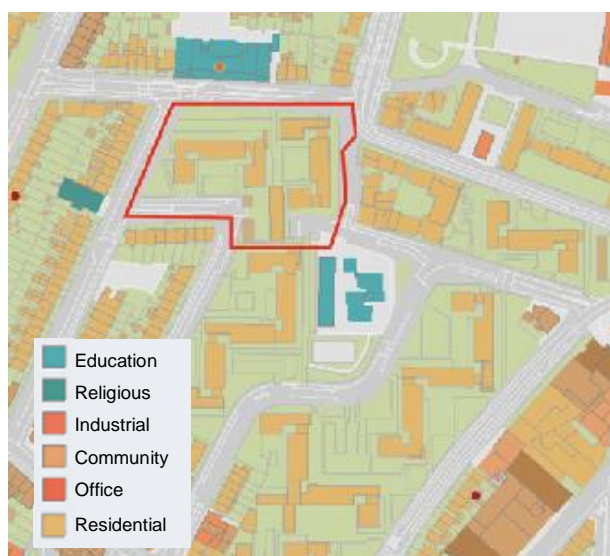 Education
Religious
Industrial
Community
Office
Residential